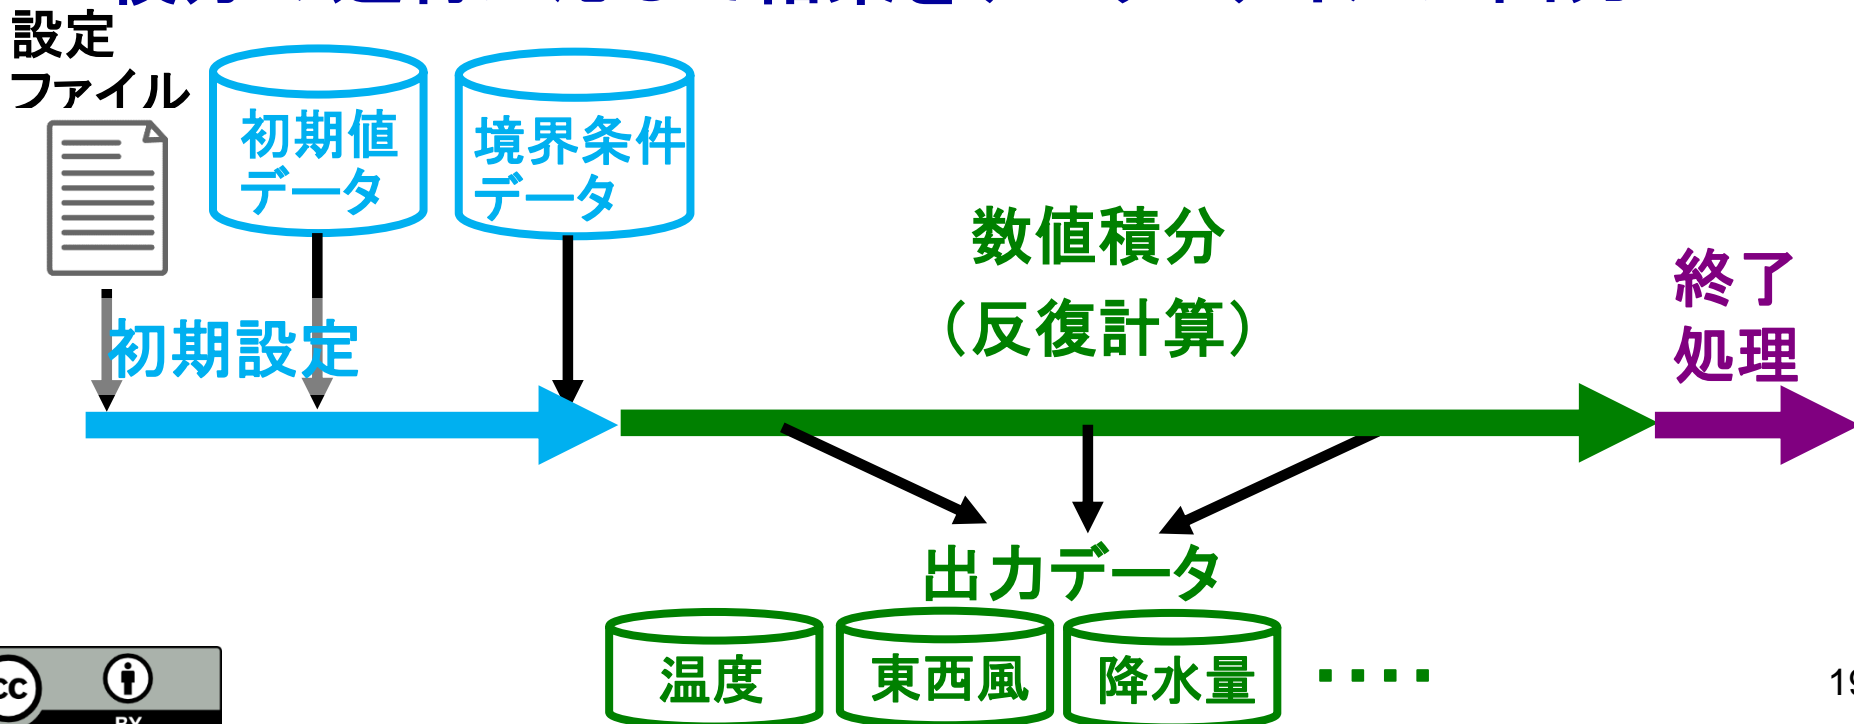 設定
ファイル
初期値
データ
境界条件
データ
初期設定
数値積分
（反復計算）
終了
処理
出力データ
温度
東西風
降水量
・・・・
cc
BY